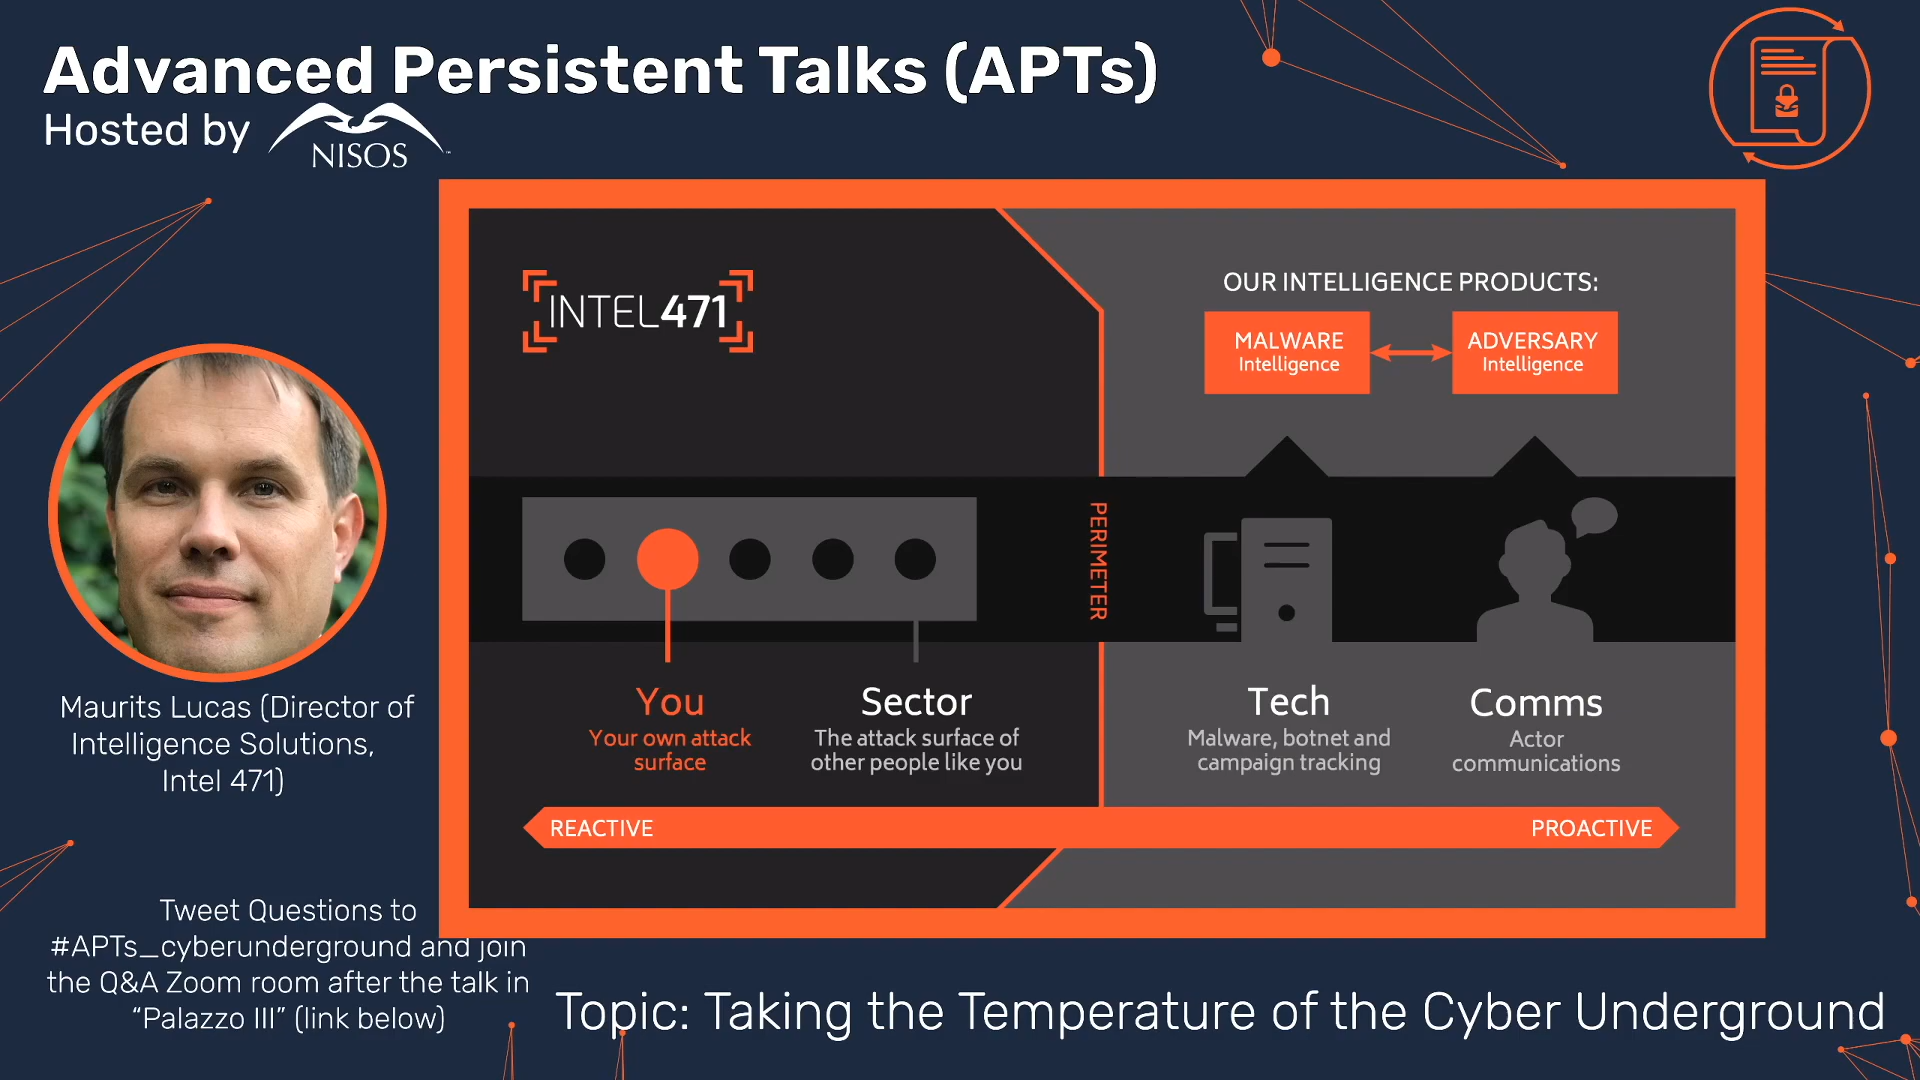 Advanced Persistent Talks (APTs)
Hosted by
NISOS
INTEL471
OUR INTELLIGENCE PRODUCTS:
MALWARE
Intelligence
ADVERSARY
Intelligence
PERIMETER
You
Your own attack
surface
Sector
The attack surface of
other people like you
Tech
Malware, botnet and
campaign tracking
Comms
Actor
communications
REACTIVE
PROACTIVE
Maurits Lucas (Director of
Intelligence Solutions,
Intel 471)
Tweet Questions to
#APTs_cyberunderground and join
the Q&A Zoom room after the talk in
“Palazzo III” (link below)
Topic: Taking the Temperature of the Cyber Underground